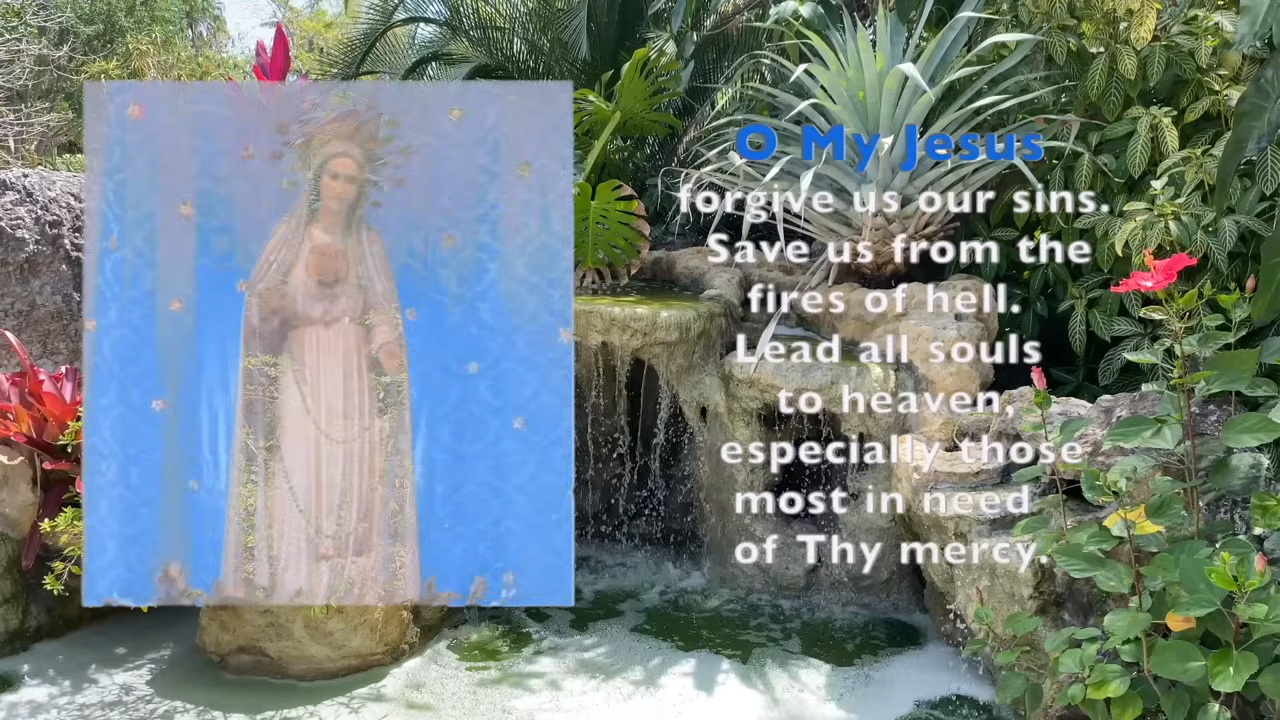 O My Jesus
forgive us our sins.
Save us from the
fires of hell.
Lead all souls
to heaven,
especially those
most in need
of Thy mercy.